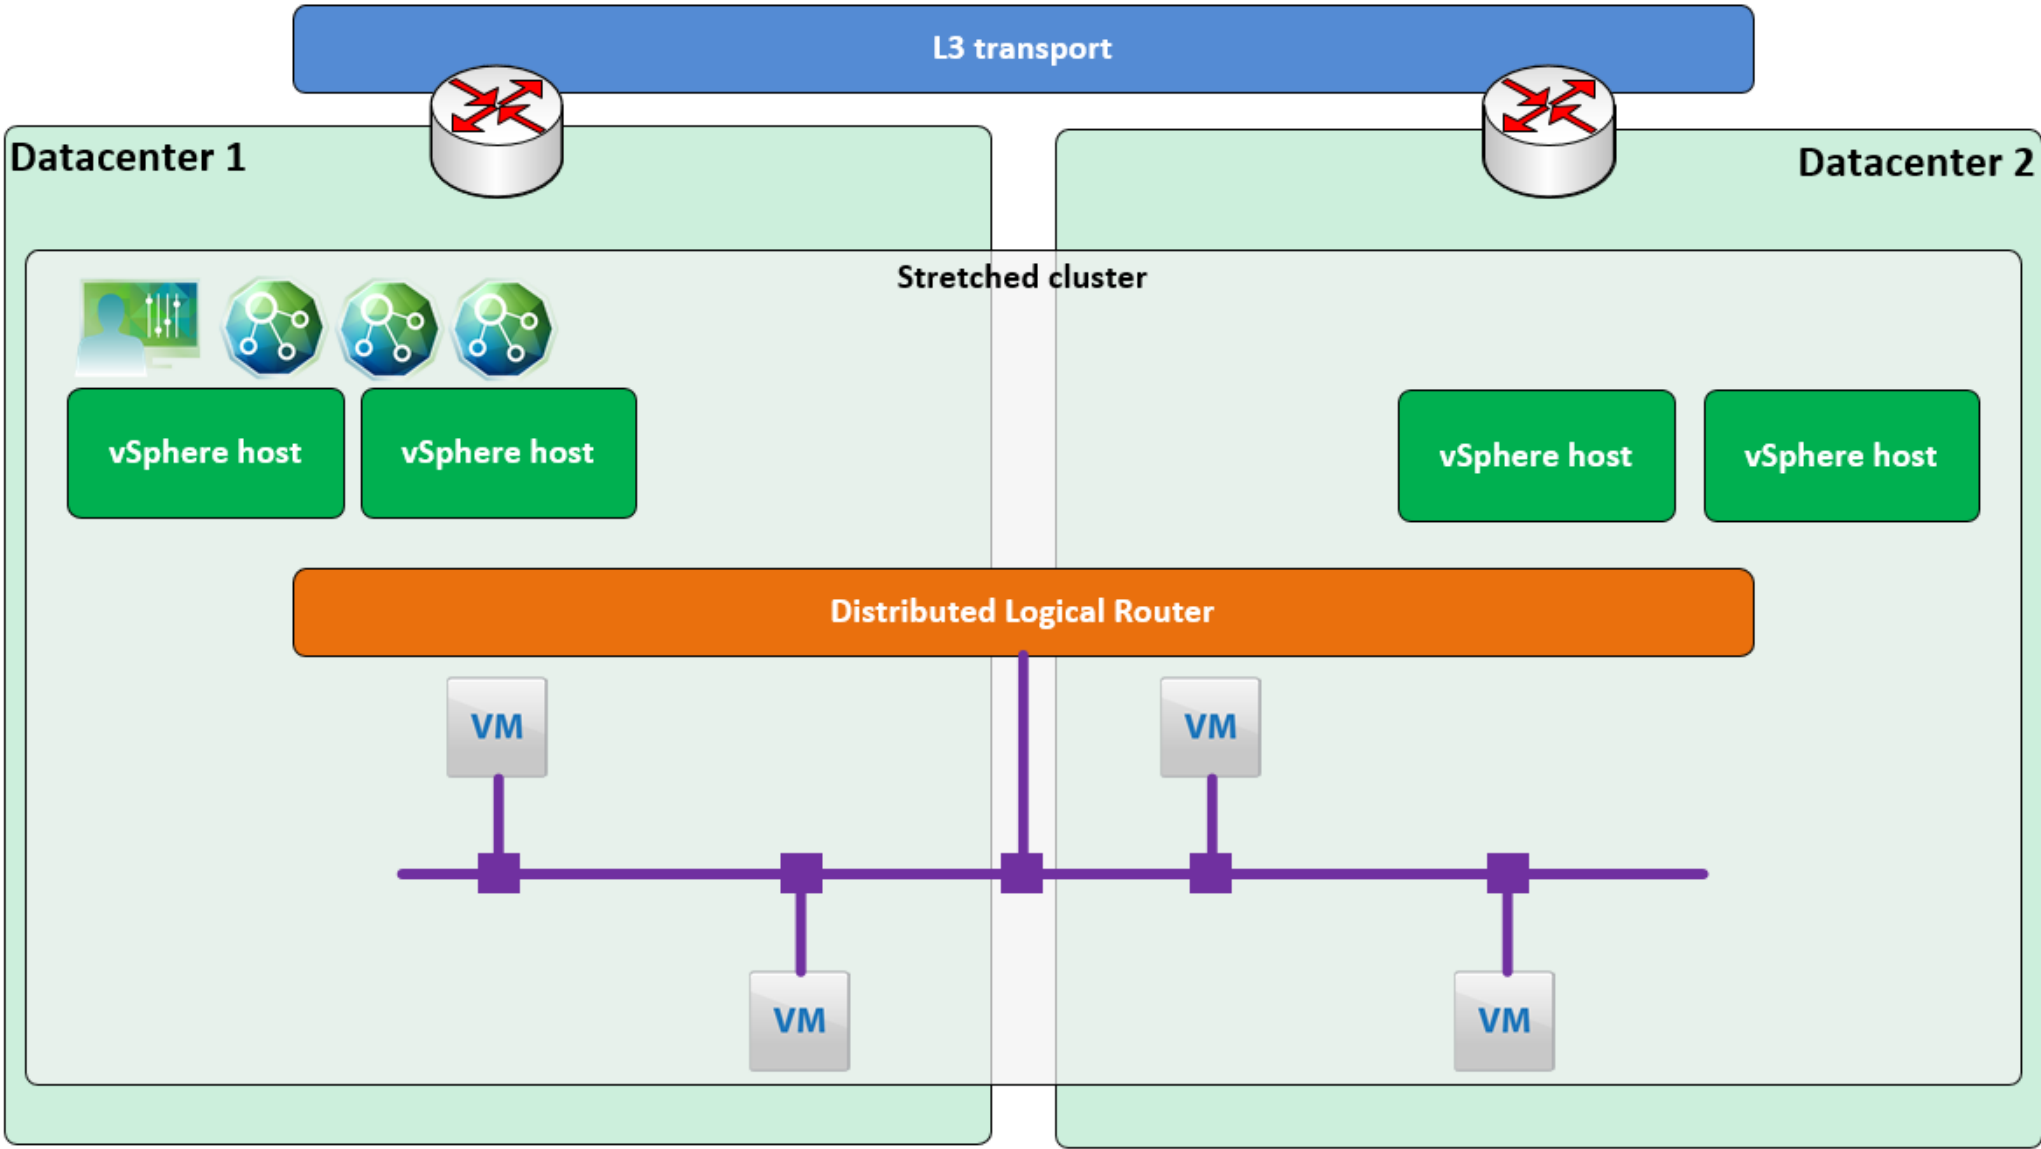 L3 transport
Datacenter 1
Datacenter 2
Stretched cluster
vSphere host
vSphere host
vSphere host
vSphere host
Distributed Logical Router
VM
VM
VM
VM